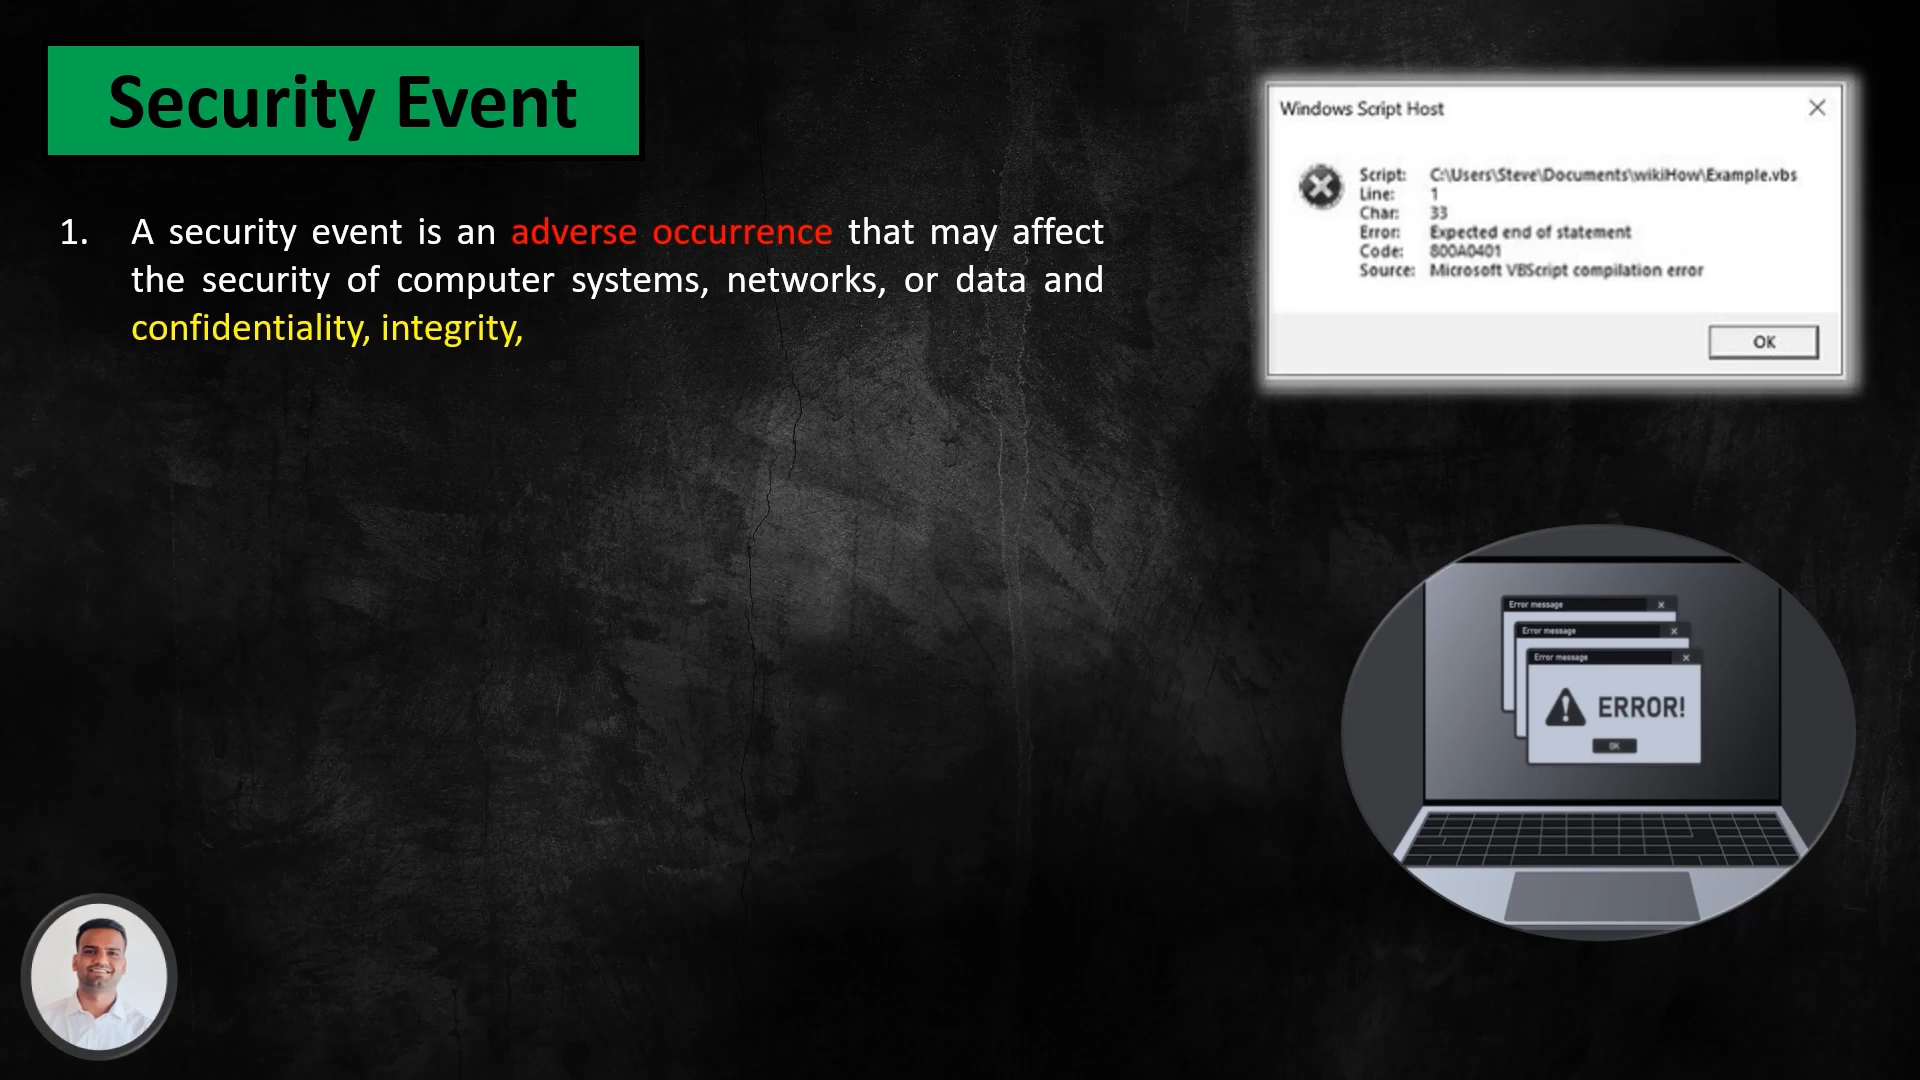 Security Event
1. A security event is an adverse occurrence that may affect
the security of computer systems, networks, or data and
confidentiality, integrity,
Windows Script Host
Script: C:\Users\Steve\Documents\wikiHow\Example.vbs
Line: 1
Char: 33
Error: Expected end of statement
Code: 800A0401
Source: Microsoft VBScript compilation error
OK
Error message
Error message
Error message
ERROR!
OK